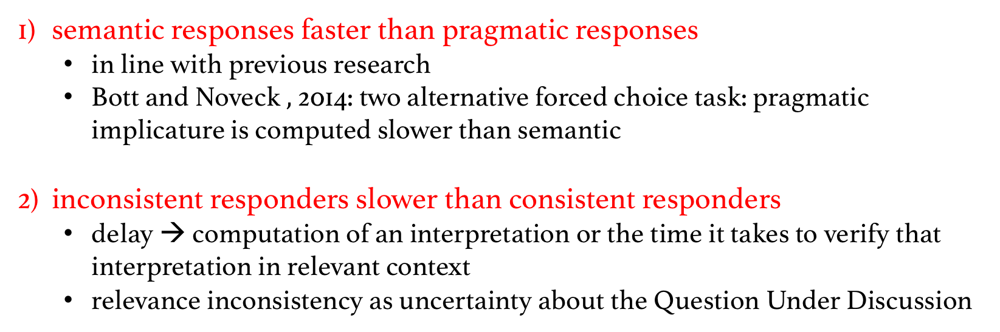 1) semantic responses faster than pragmatic responses
• in line with previous research
• Bott and Noveck , 2014: two alternative forced choice task: pragmatic
implicature is computed slower than semantic
2) inconsistent responders slower than consistent responders
• delay → computation of an interpretation or the time it takes to verify that
interpretation in relevant context
• relevance inconsistency as uncertainty about the Question Under Discussion